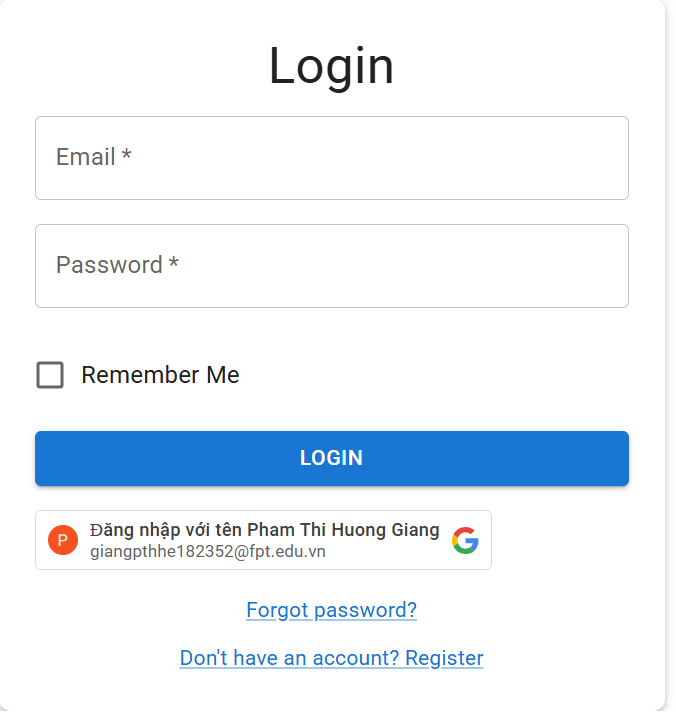 Login
Email *
Password *
Remember Me
LOGIN
P
Đăng nhập với tên Pham Thi Huong Giang
giangpthhe182352@fpt.edu.vn
G
Forgot password?
Don't have an account? Register